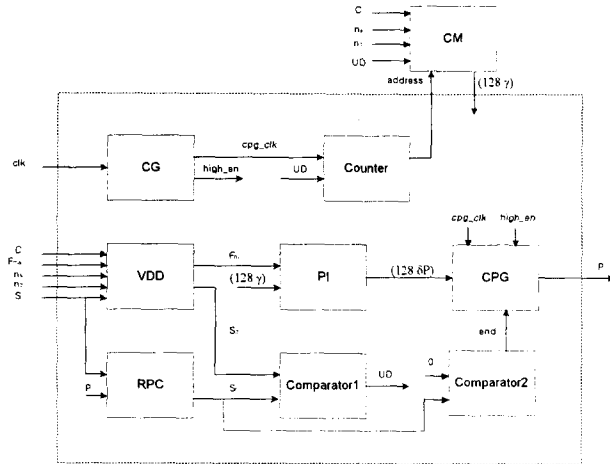 C
CM
UD
address
(128 γ)
cpg_clk
clk
CG
high_en
UD
Counter
C
cpg_clk
high_en
VDD
(128 γ)
PI
(128 δP)
CPG
P
S
end
RPC
P
S
Comparator1
UD
0
Comparator2